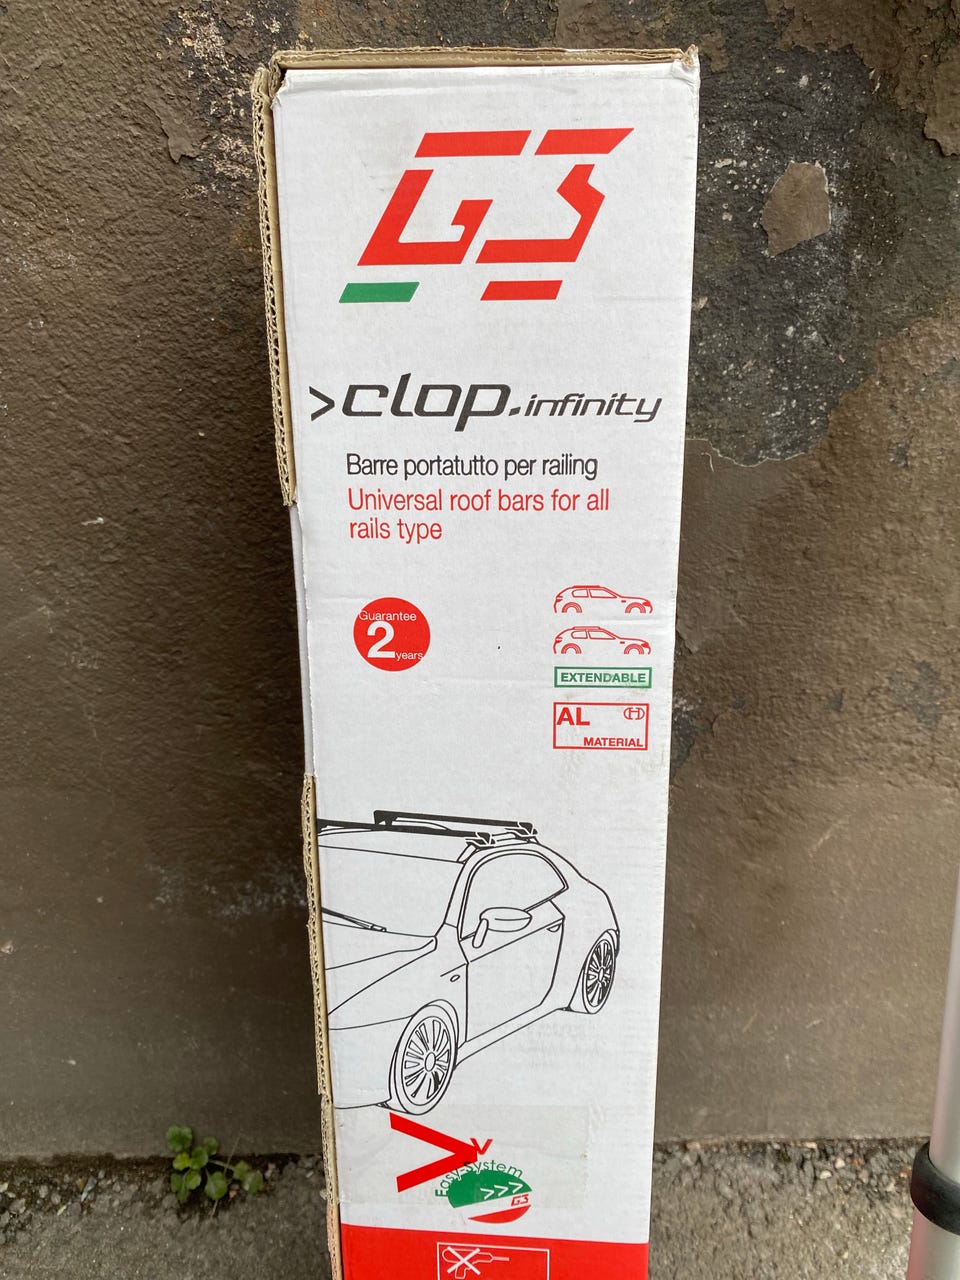 G3
>clop.infinity
Barre portatutto per railing
Universal roof bars for all
rails type
Guarantee
2
years
EXTENDABLE
AL
MATERIAL
Easy System
>>>
G3